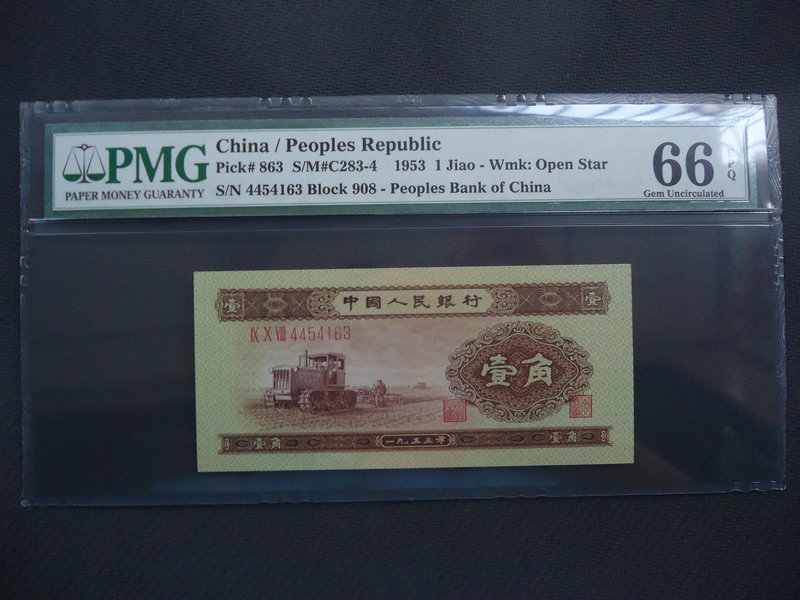 PMG
PAPER MONEY GUARANTY
China / Peoples Republic
Pick# 863 S/M#C283-4 1953 1 Jiao - Wmk: Open Star
S/N 4454163 Block 908 - Peoples Bank of China
66 EPQ
Gem Uncirculated
壹 中國人民銀行 壹
IX X VIII 4454163
壹角
壹角 一九五三年 壹角